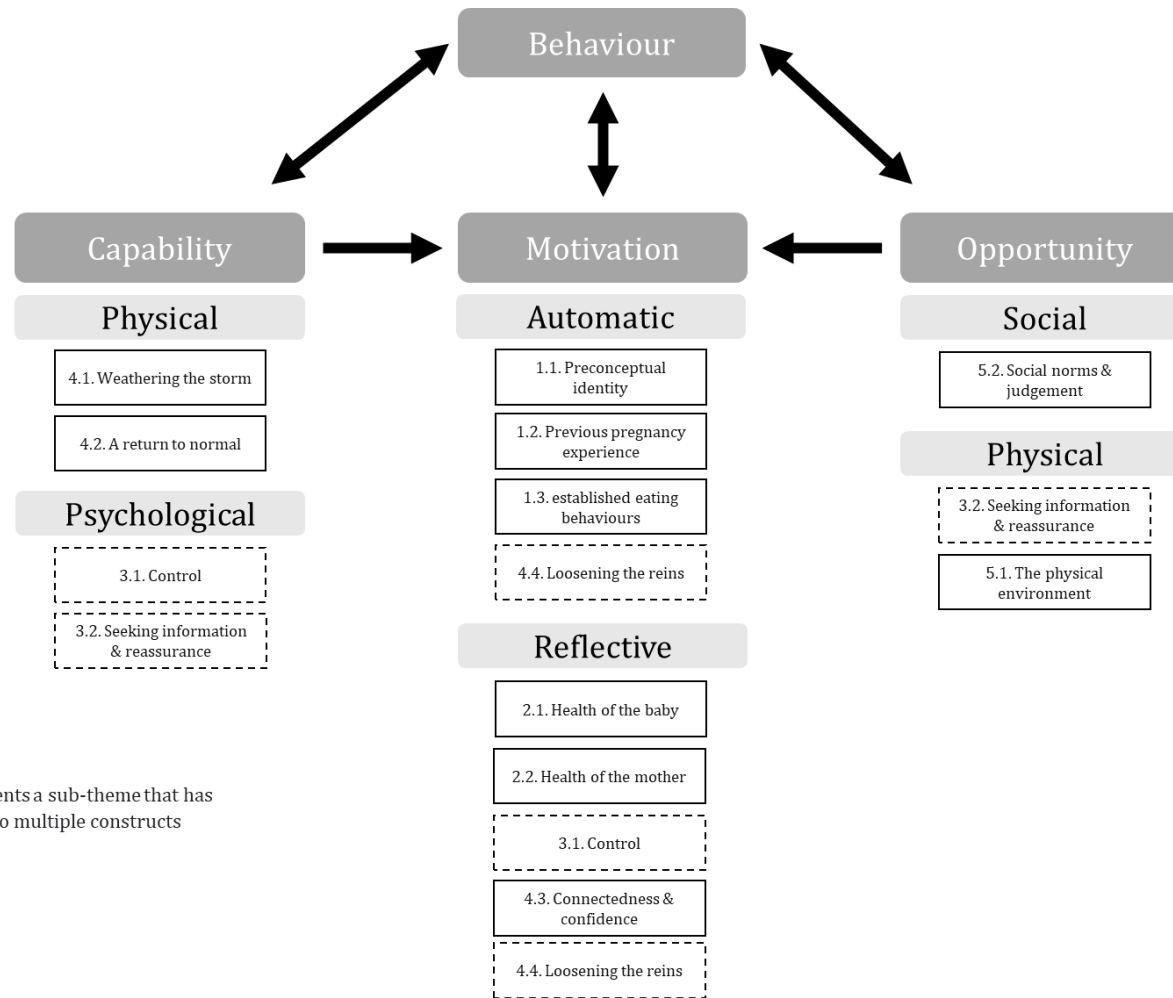 Behaviour
Capability
Motivation
Opportunity
Physical
4.1. Weathering the storm
4.2. A return to normal
Psychological
3.1. Control
3.2. Seeking information
& reassurance
Automatic
1.1. Preconceptual
identity
1.2. Previous pregnancy
experience
1.3. established eating
behaviours
4.4. Loosening the reins
Reflective
2.1. Health of the baby
2.2. Health of the mother
3.1. Control
4.3. Connectedness &
confidence
4.4. Loosening the reins
Social
5.2. Social norms &
judgement
Physical
3.2. Seeking information
& reassurance
5.1. The physical
environment
a sub-theme that has
multiple constructs